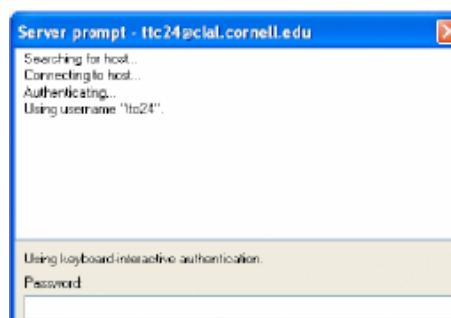 Server prompt - ttc24@clal.cornell.edu
Searching for host...
Connecting to host...
Authenticating...
Using username "ttc24".
Using keyboard-interactive authentication.
Password